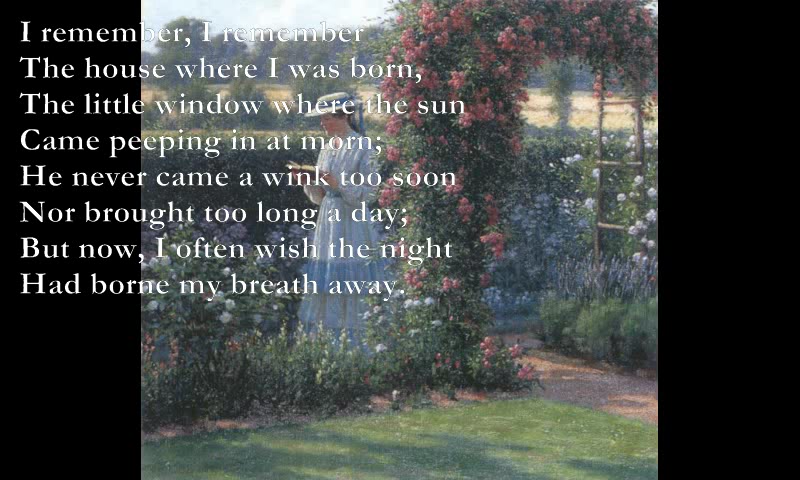 I remember, I remember
The house where I was born,
The little window where the sun
Came peeping in at morn;
He never came a wink too soon
Nor brought too long a day;
But now, I often wish the night
Had borne my breath away.